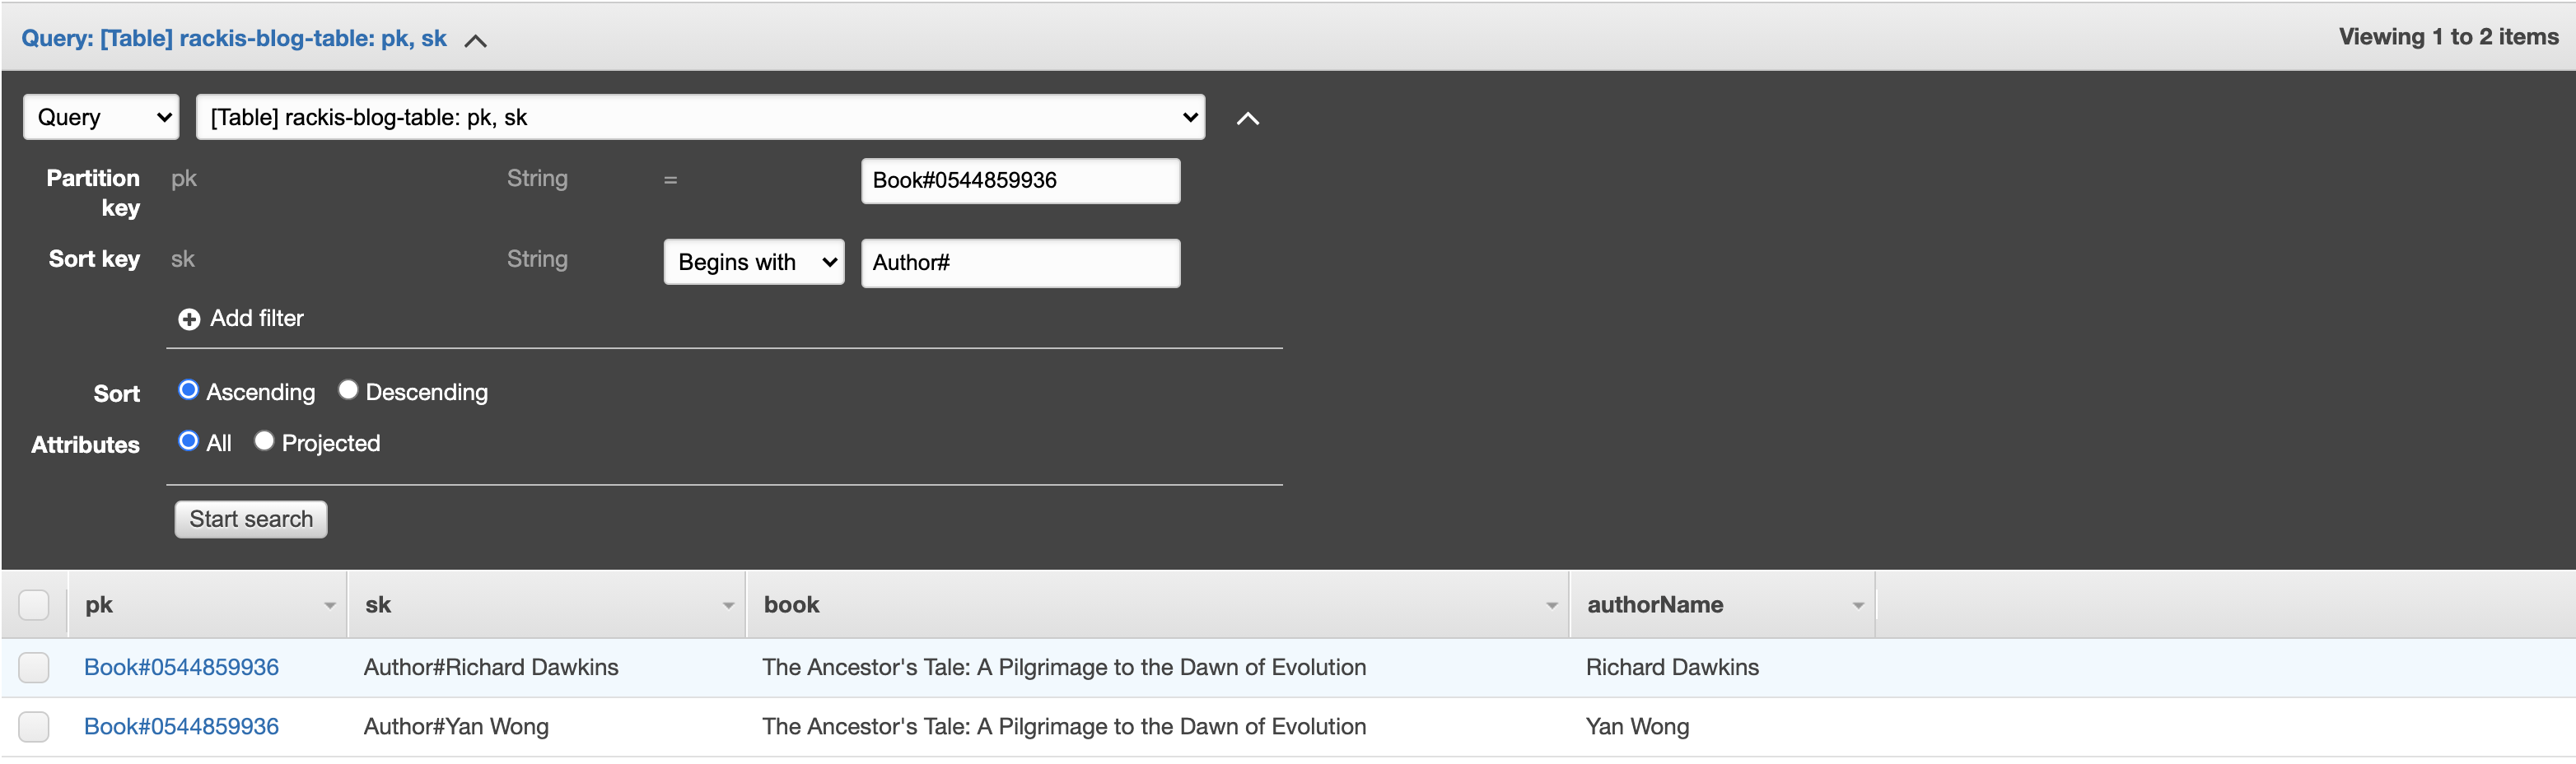 Query: [Table] rackis-blog-table: pk, sk
Viewing 1 to 2 items
Query [Table] rackis-blog-table: pk, sk
Partition key pk String = Book#0544859936
Sort key sk String Begins with Author#
Add filter
Sort Ascending Descending
Attributes All Projected
Start search
pk sk book authorName
Book#0544859936 Author#Richard Dawkins The Ancestor's Tale: A Pilgrimage to the Dawn of Evolution Richard Dawkins
Book#0544859936 Author#Yan Wong The Ancestor's Tale: A Pilgrimage to the Dawn of Evolution Yan Wong